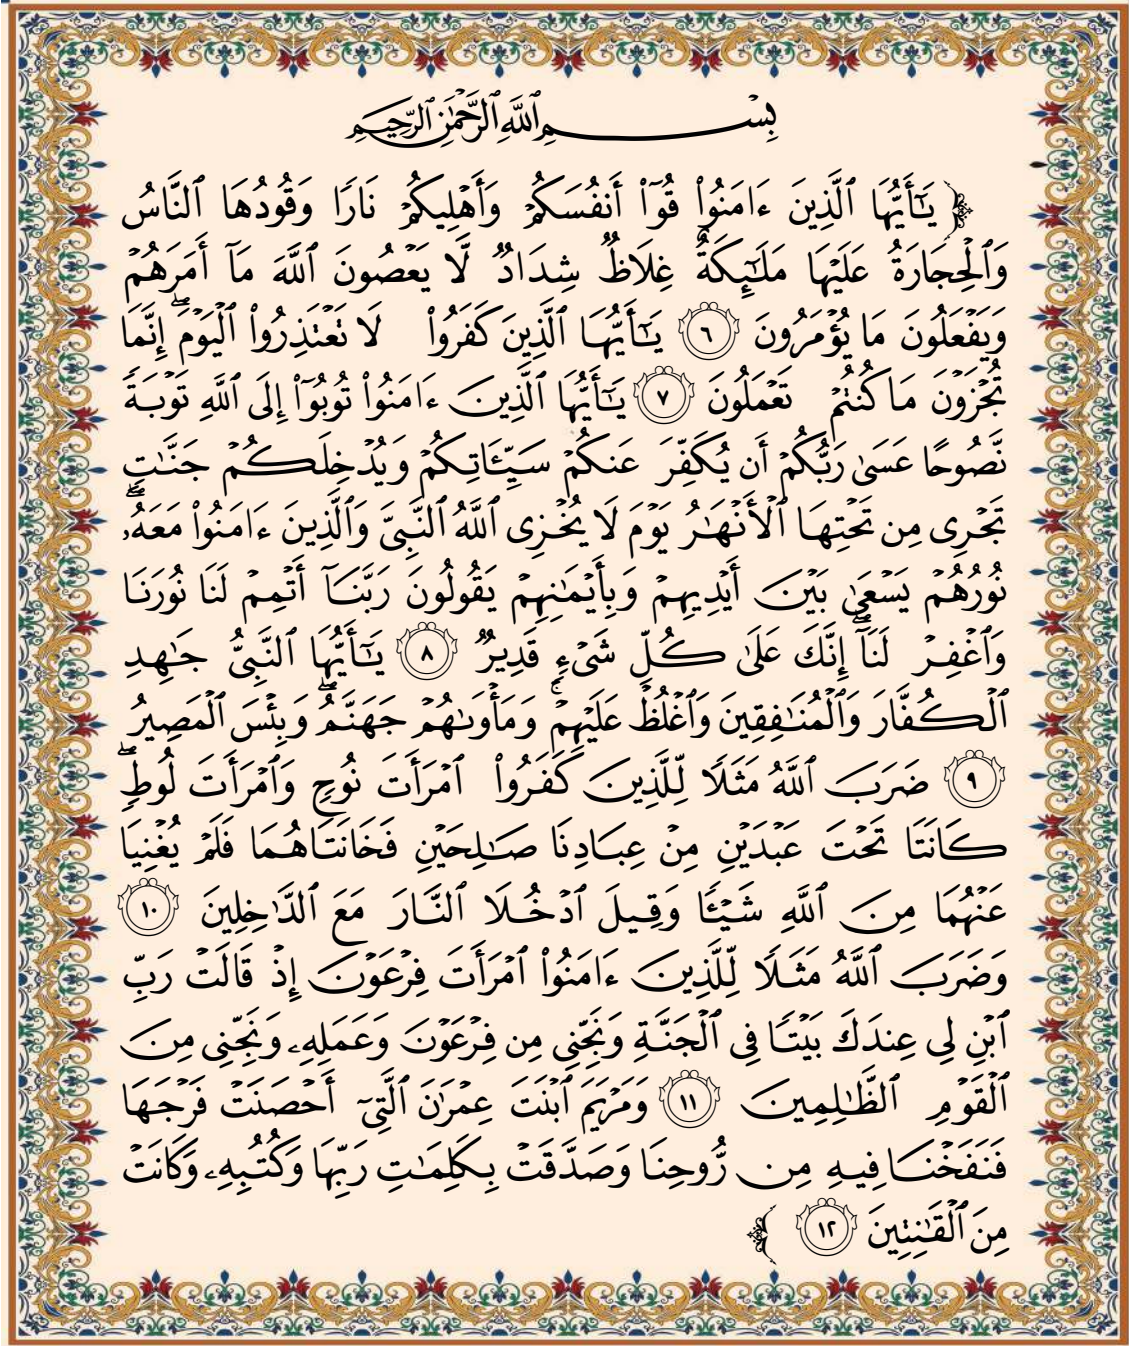 بِسْمِ ٱللَّهِ ٱلرَّحْمَٰنِ ٱلرَّحِيمِ
﴿ يَٰٓأَيُّهَا ٱلَّذِينَ ءَامَنُوا۟ قُوٓا۟ أَنفُسَكُمْ وَأَهْلِيكُمْ نَارًا وَقُودُهَا ٱلنَّاسُ
وَٱلْحِجَارَةُ عَلَيْهَا مَلَٰٓئِكَةٌ غِلَاظٌ شِدَادٌ لَّا يَعْصُونَ ٱللَّهَ مَآ أَمَرَهُمْ
وَيَفْعَلُونَ مَا يُؤْمَرُونَ ٦ يَٰٓأَيُّهَا ٱلَّذِينَ كَفَرُوا۟ لَا تَعْتَذِرُوا۟ ٱلْيَوْمَ ۖ إِنَّمَا
تُجْزَوْنَ مَا كُنتُمْ تَعْمَلُونَ ٧ يَٰٓأَيُّهَا ٱلَّذِينَ ءَامَنُوا۟ تُوبُوٓا۟ إِلَى ٱللَّهِ تَوْبَةً
نَّصُوحًا عَسَىٰ رَبُّكُمْ أَن يُكَفِّرَ عَنكُمْ سَيِّـَٔاتِكُمْ وَيُدْخِلَكُمْ جَنَّٰتٍ
تَجْرِى مِن تَحْتِهَا ٱلْأَنْهَٰرُ يَوْمَ لَا يُخْزِى ٱللَّهُ ٱلنَّبِىَّ وَٱلَّذِينَ ءَامَنُوا۟ مَعَهُۥ ۖ
نُورُهُمْ يَسْعَىٰ بَيْنَ أَيْدِيهِمْ وَبِأَيْمَٰنِهِمْ يَقُولُونَ رَبَّنَآ أَتْمِمْ لَنَا نُورَنَا
وَٱغْفِرْ لَنَآ ۖ إِنَّكَ عَلَىٰ كُلِّ شَىْءٍ قَدِيرٌ ٨ يَٰٓأَيُّهَا ٱلنَّبِىُّ جَٰهِدِ
ٱلْكُفَّارَ وَٱلْمُنَٰفِقِينَ وَٱغْلُظْ عَلَيْهِمْ ۚ وَمَأْوَىٰهُمْ جَهَنَّمُ ۖ وَبِئْسَ ٱلْمَصِيرُ
٩ ضَرَبَ ٱللَّهُ مَثَلًا لِّلَّذِينَ كَفَرُوا۟ ٱمْرَأَتَ نُوحٍ وَٱمْرَأَتَ لُوطٍ ۖ
كَانَتَا تَحْتَ عَبْدَيْنِ مِنْ عِبَادِنَا صَٰلِحَيْنِ فَخَانَتَاهُمَا فَلَمْ يُغْنِيَا
عَنْهُمَا مِنَ ٱللَّهِ شَيْـًٔا وَقِيلَ ٱدْخُلَا ٱلنَّارَ مَعَ ٱلدَّٰخِلِينَ ١٠
وَضَرَبَ ٱللَّهُ مَثَلًا لِّلَّذِينَ ءَامَنُوا۟ ٱمْرَأَتَ فِرْعَوْنَ إِذْ قَالَتْ رَبِّ
ٱبْنِ لِى عِندَكَ بَيْتًا فِى ٱلْجَنَّةِ وَنَجِّنِى مِن فِرْعَوْنَ وَعَمَلِهِۦ وَنَجِّنِى مِنَ
ٱلْقَوْمِ ٱلظَّٰلِمِينَ ١١ وَمَرْيَمَ ٱبْنَتَ عِمْرَٰنَ ٱلَّتِىٓ أَحْصَنَتْ فَرْجَهَا
فَنَفَخْنَا فِيهِ مِن رُّوحِنَا وَصَدَّقَتْ بِكَلِمَٰتِ رَبِّهَا وَكُتُبِهِۦ وَكَانَتْ
مِنَ ٱلْقَٰنِتِينَ ١٢ ﴾